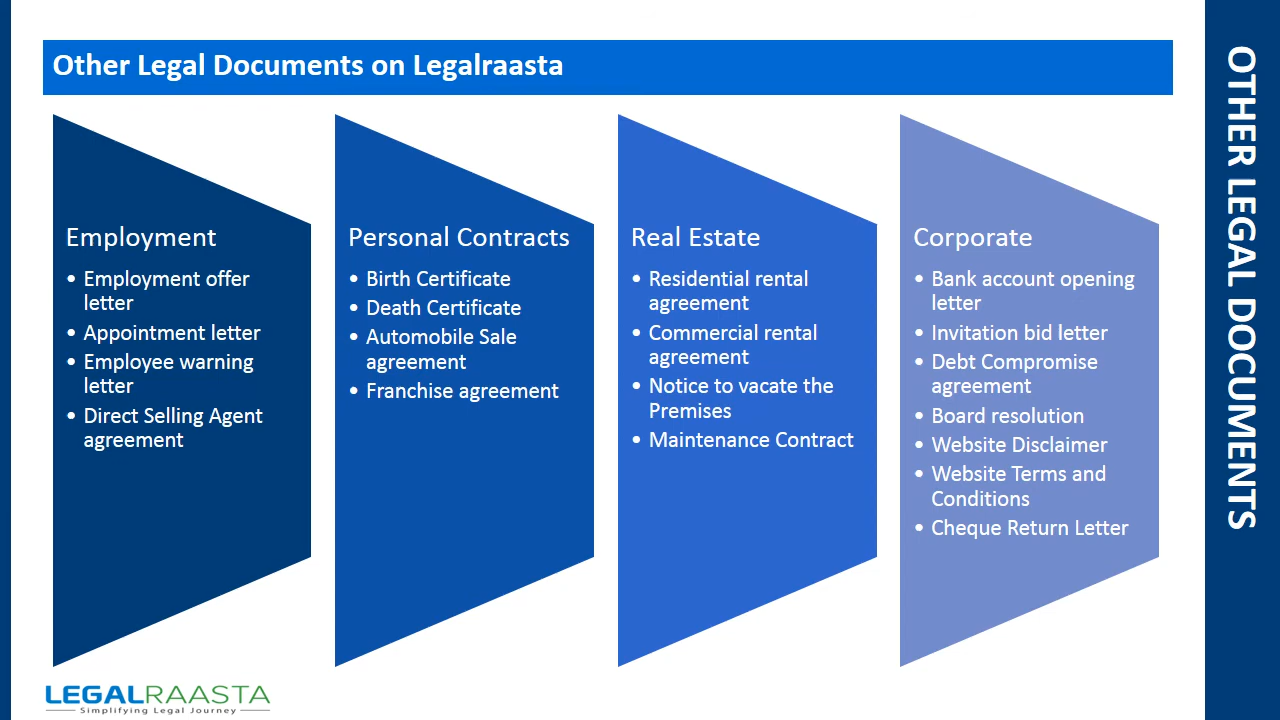 Other Legal Documents on Legalraasta
Employment
• Employment offer
letter
• Appointment letter
• Employee warning
letter
• Direct Selling Agent
agreement
Personal Contracts
• Birth Certificate
• Death Certificate
• Automobile Sale
agreement
• Franchise agreement
Real Estate
• Residential rental
agreement
• Commercial rental
agreement
• Notice to vacate the
Premises
• Maintenance Contract
Corporate
• Bank account opening
letter
• Invitation bid letter
• Debt Compromise
agreement
• Board resolution
• Website Disclaimer
• Website Terms and
Conditions
• Cheque Return Letter
OTHER LEGAL DOCUMENTS
LEGALRAASTA
Simplifying Legal Journey